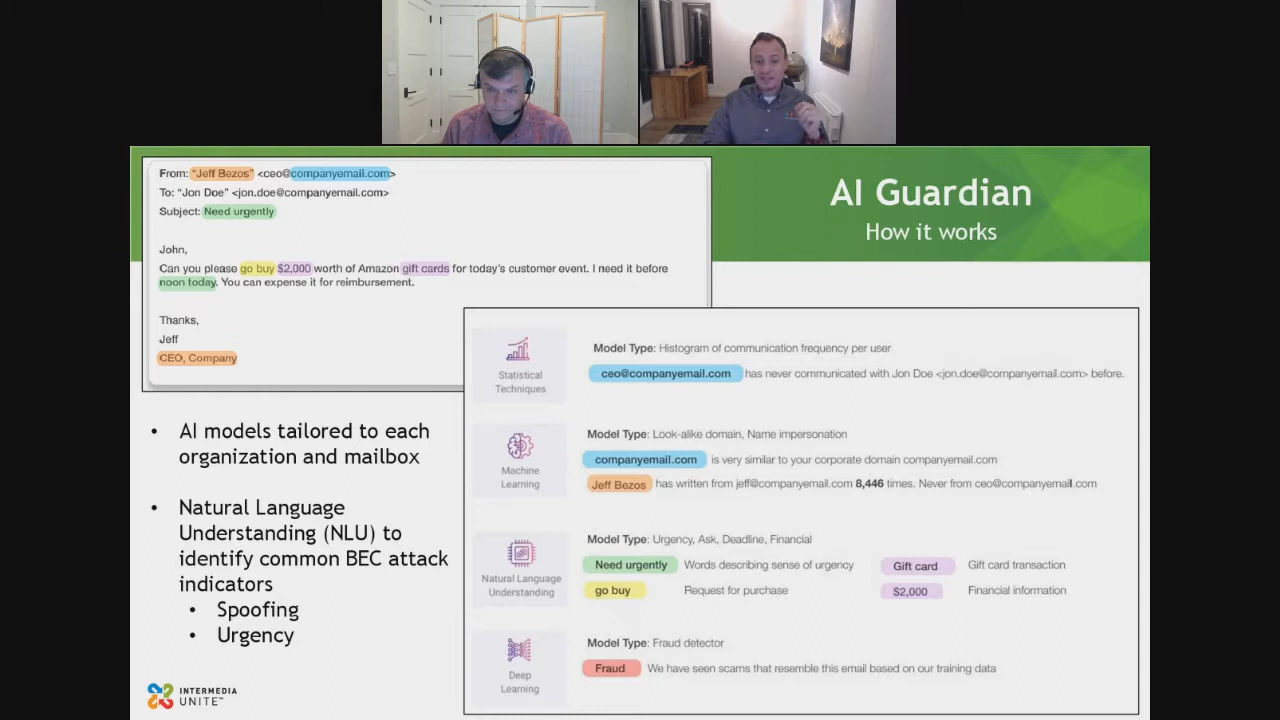 From: "Jeff Bezos" <ceo@companyemail.com>
To: "Jon Doe" <jon.doe@companyemail.com>
Subject: Need urgently
John,
Can you please go buy $2,000 worth of Amazon gift cards for today's customer event. I need it before
noon today. You can expense it for reimbursement.
Thanks,
Jeff
CEO, Company
AI Guardian
How it works
AI models tailored to each
organization and mailbox
Natural Language
Understanding (NLU) to
identify common BEC attack
indicators
Spoofing
Urgency
Statistical
Techniques
Model Type: Histogram of communication frequency per user
ceo@companyemail.com has never communicated with Jon Doe <jon.doe@companyemail.com> before.
Machine
Learning
Model Type: Look-alike domain, Name impersonation
companyemail.com is very similar to your corporate domain companyemail.com
Jeff Bezos has written from jeff@companyemail.com 8,446 times. Never from ceo@companyemail.com
Natural Language
Understanding
Model Type: Urgency, Ask, Deadline, Financial
Need urgently Words describing sense of urgency Gift card Gift card transaction
go buy Request for purchase $2,000 Financial information
Deep
Learning
Model Type: Fraud detector
Fraud We have seen scams that resemble this email based on our training data
INTERMEDIA
UNITE™